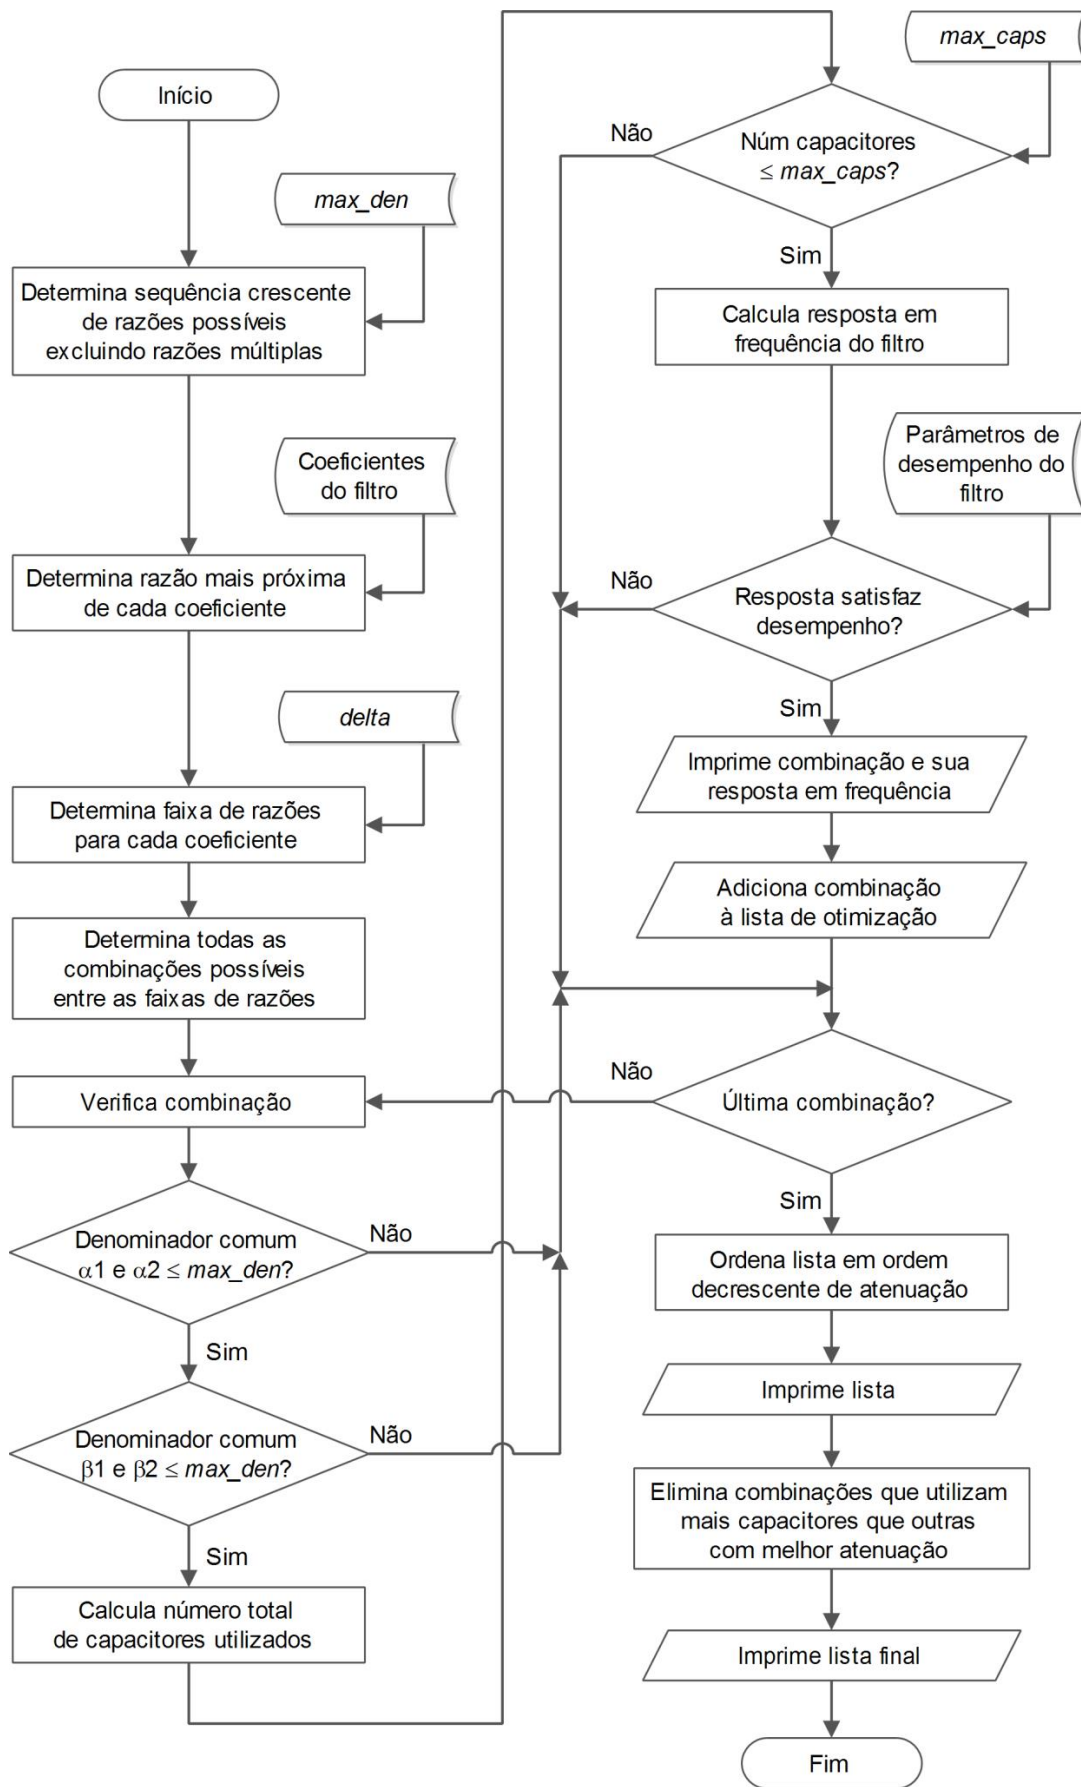 Início
max_den
Determina sequência crescente
de razões possíveis
excluindo razões múltiplas
Coeficientes
do filtro
Determina razão mais próxima
de cada coeficiente
delta
Determina faixa de razões
para cada coeficiente
Determina todas as
combinações possíveis
entre as faixas de razões
Verifica combinação
Denominador comum
α1 e α2 ≤ max_den?
Não
Sim
Denominador comum
β1 e β2 ≤ max_den?
Não
Sim
Calcula número total
de capacitores utilizados
max_caps
Núm capacitores
≤ max_caps?
Não
Sim
Calcula resposta em
frequência do filtro
Parâmetros de
desempenho do
filtro
Resposta satisfaz
desempenho?
Não
Sim
Imprime combinação e sua
resposta em frequência
Adiciona combinação
à lista de otimização
Última combinação?
Não
Sim
Ordena lista em ordem
decrescente de atenuação
Imprime lista
Elimina combinações que utilizam
mais capacitores que outras
com melhor atenuação
Imprime lista final
Fim